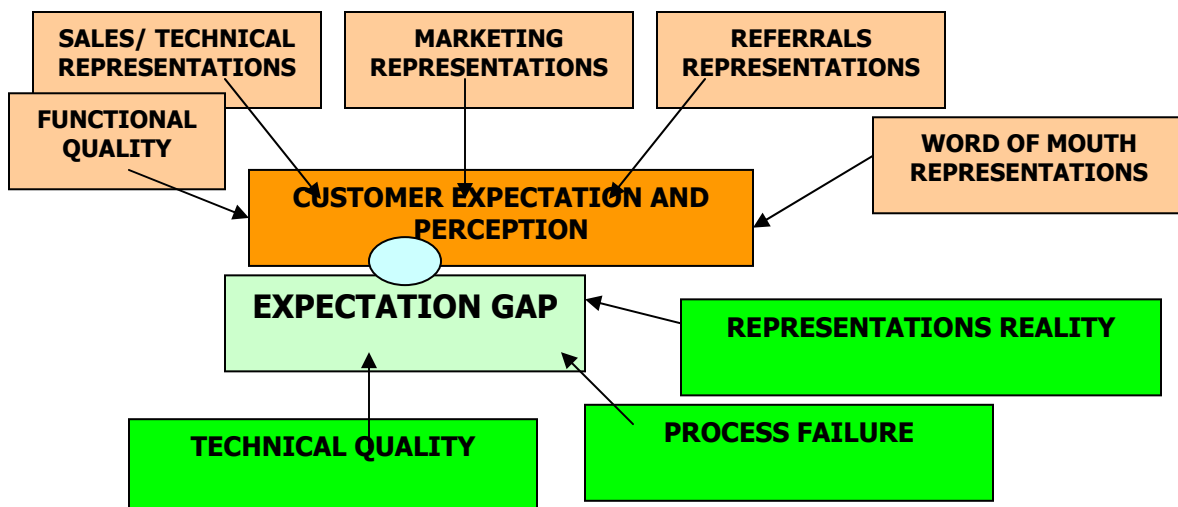 SALES/ TECHNICAL
REPRESENTATIONS
MARKETING
REPRESENTATIONS
REFERRALS
REPRESENTATIONS
FUNCTIONAL
QUALITY
WORD OF MOUTH
REPRESENTATIONS
CUSTOMER EXPECTATION AND
PERCEPTION
EXPECTATION GAP
REPRESENTATIONS REALITY
TECHNICAL QUALITY
PROCESS FAILURE